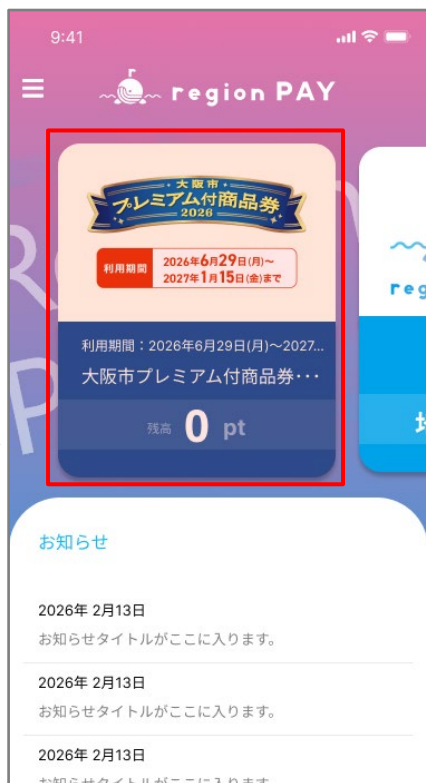 9:41
region PAY
大阪市
プレミアム付商品券
2026
利用期間
2026年6月29日(月)〜
2027年1月15日(金)まで
利用期間：2026年6月29日(月)〜2027...
大阪市プレミアム付商品券･･･
残高 0 pt
お知らせ
2026年 2月13日
お知らせタイトルがここに入ります。
2026年 2月13日
お知らせタイトルがここに入ります。
2026年 2月13日